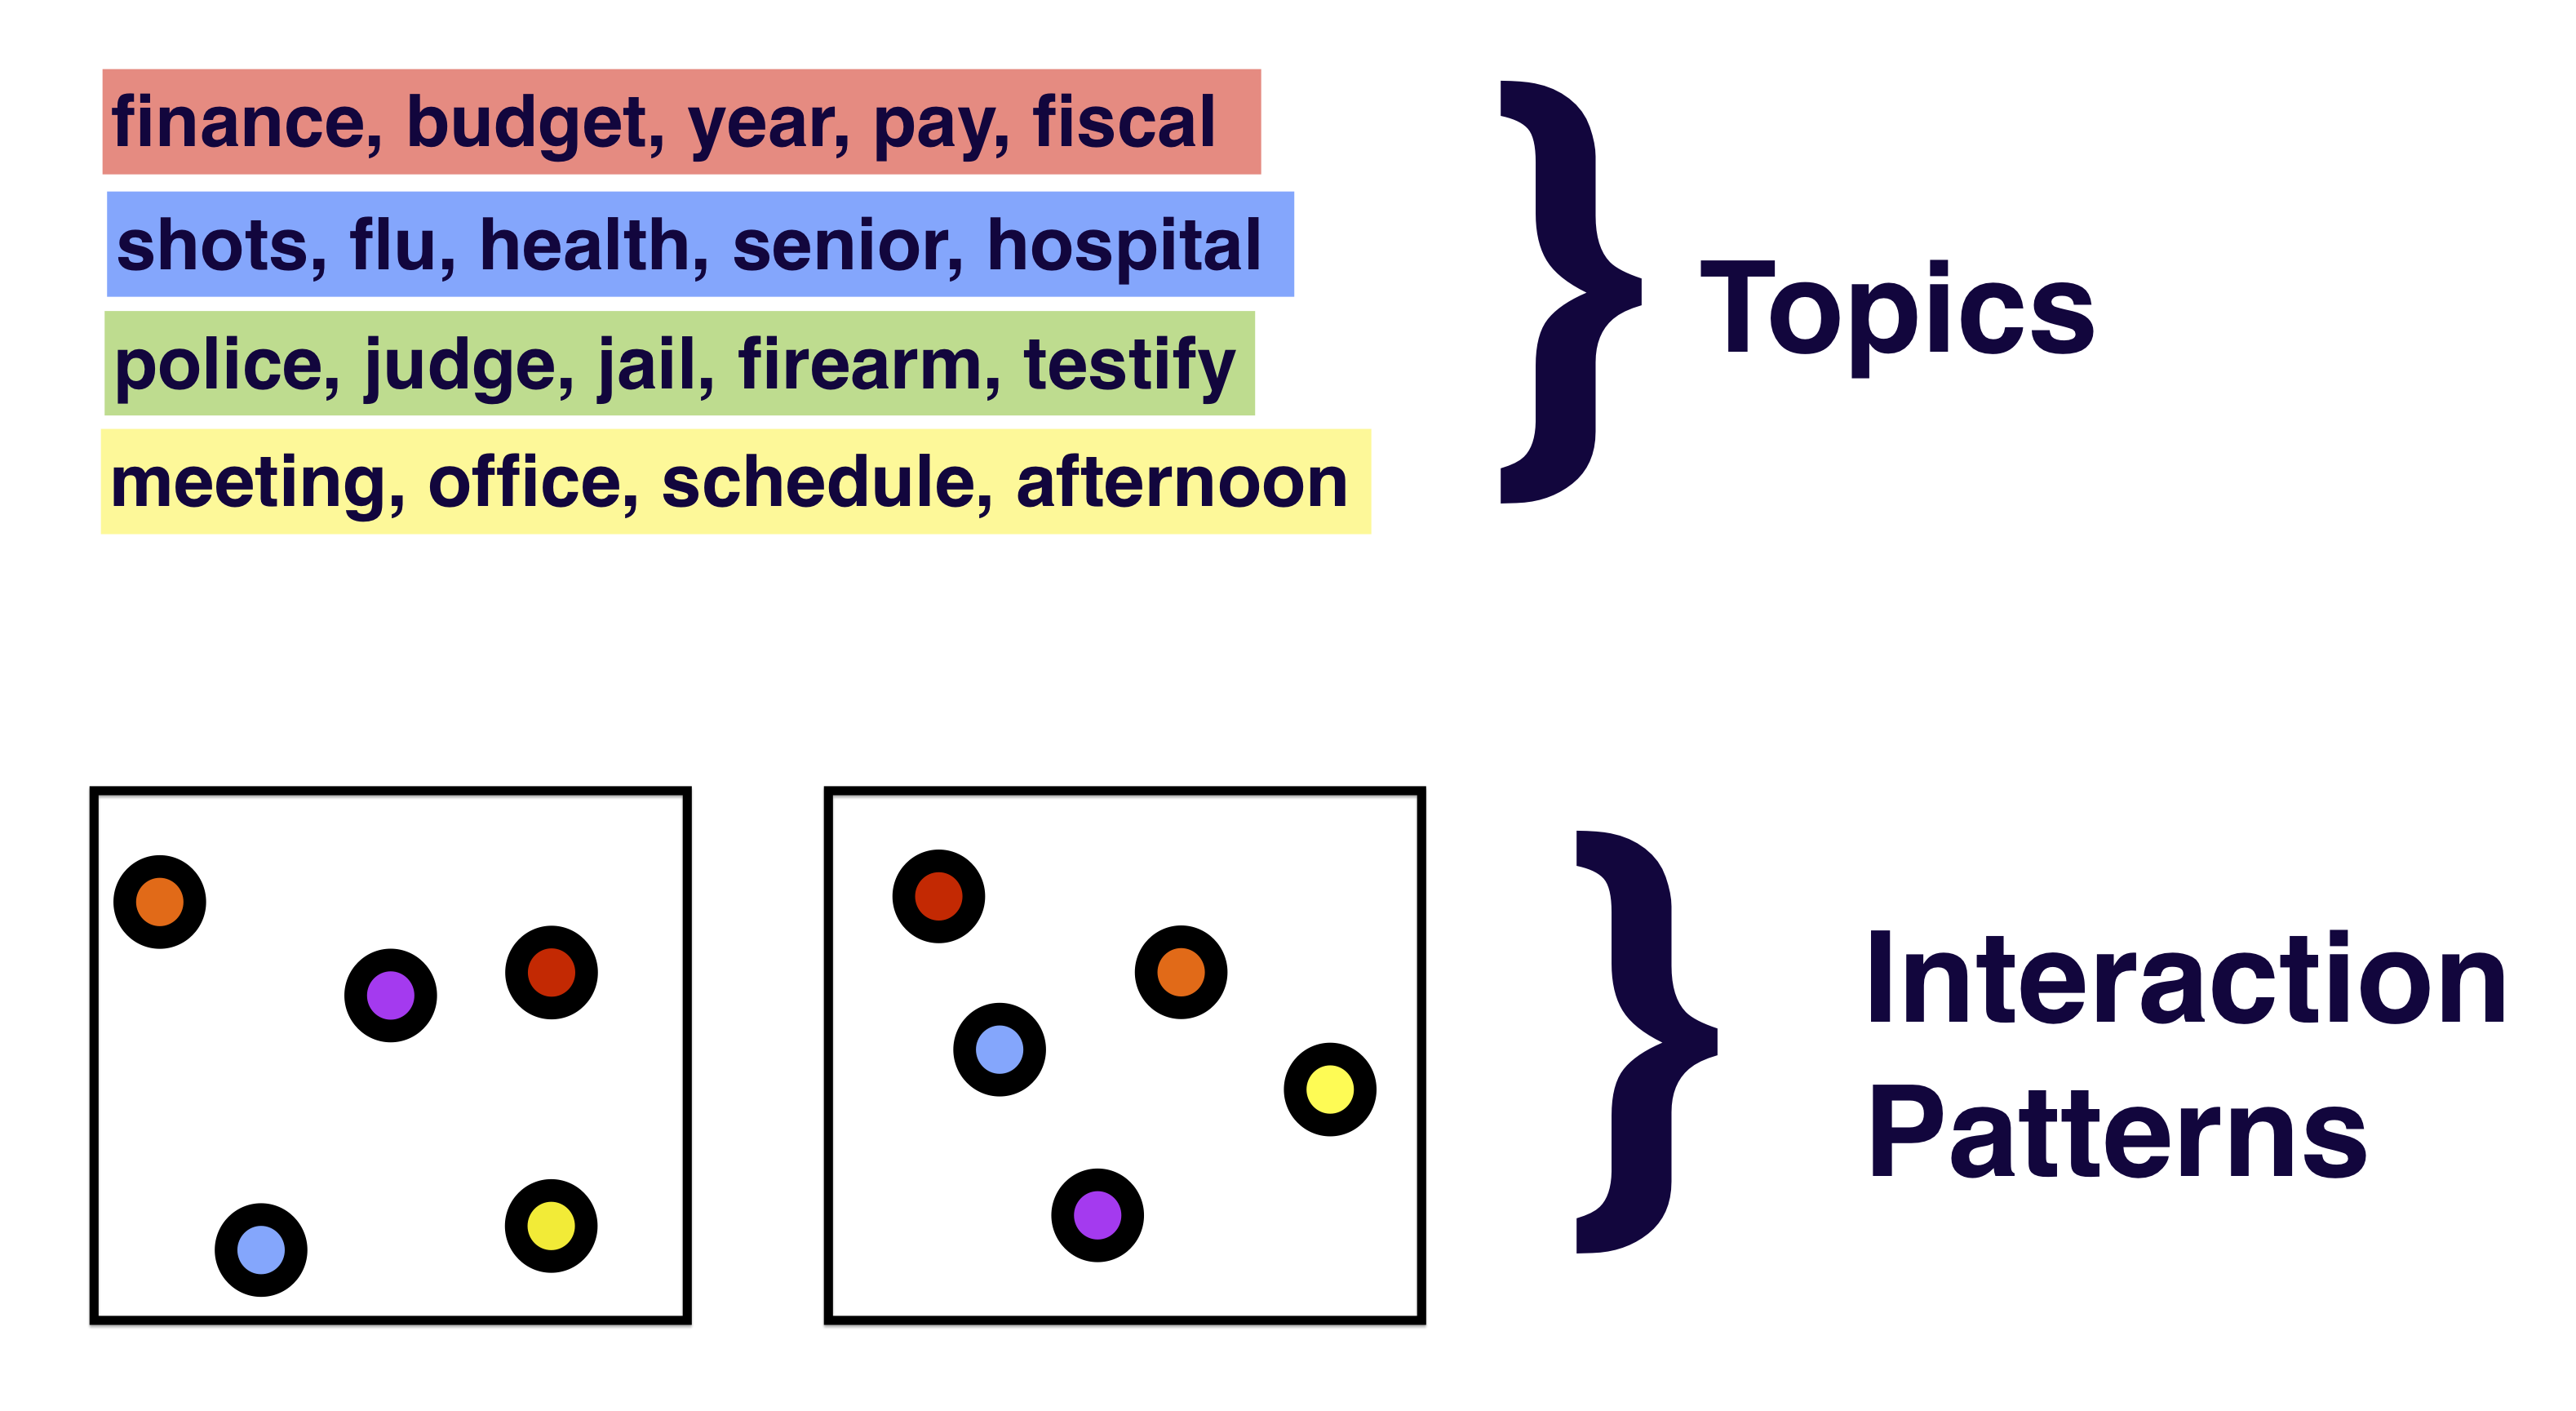 finance, budget, year, pay, fiscal
shots, flu, health, senior, hospital
police, judge, jail, firearm, testify
meeting, office, schedule, afternoon
} Topics
} Interaction
Patterns